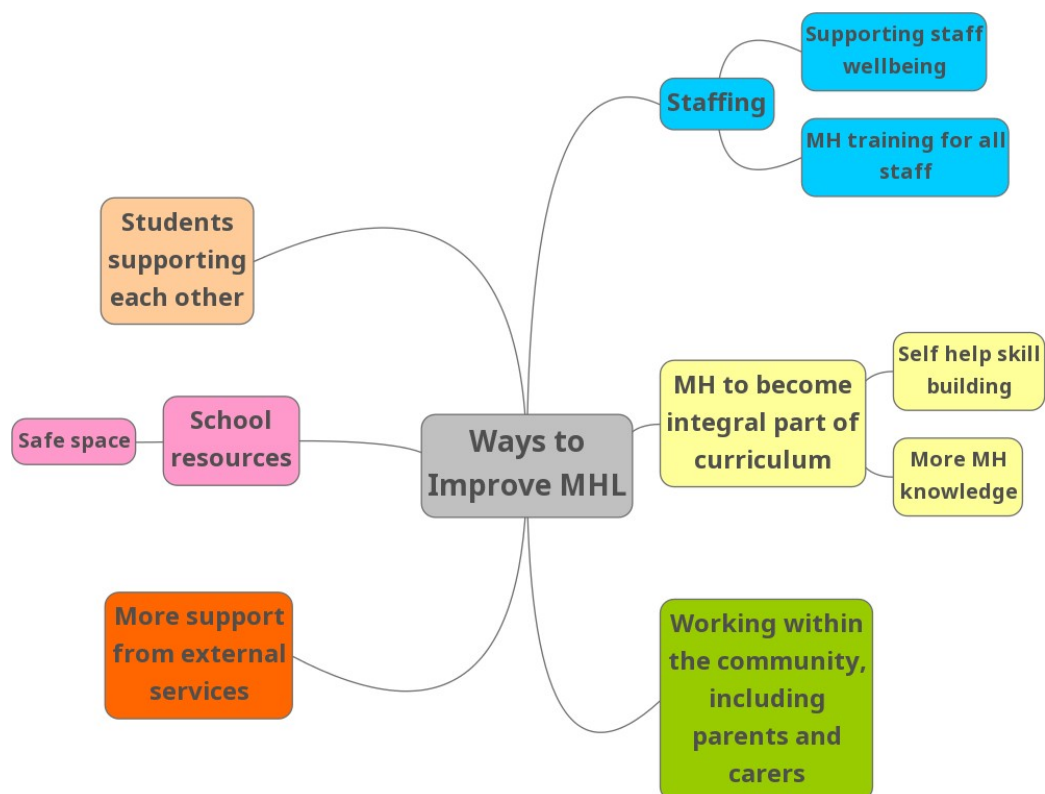 Supporting staff
wellbeing
Staffing
MH training for all
staff
Students
supporting
each other
Self help skill
building
MH to become
integral part of
curriculum
More MH
knowledge
School
resources
Safe space
Ways to
Improve MHL
More support
from external
services
Working within
the community,
including
parents and
carers